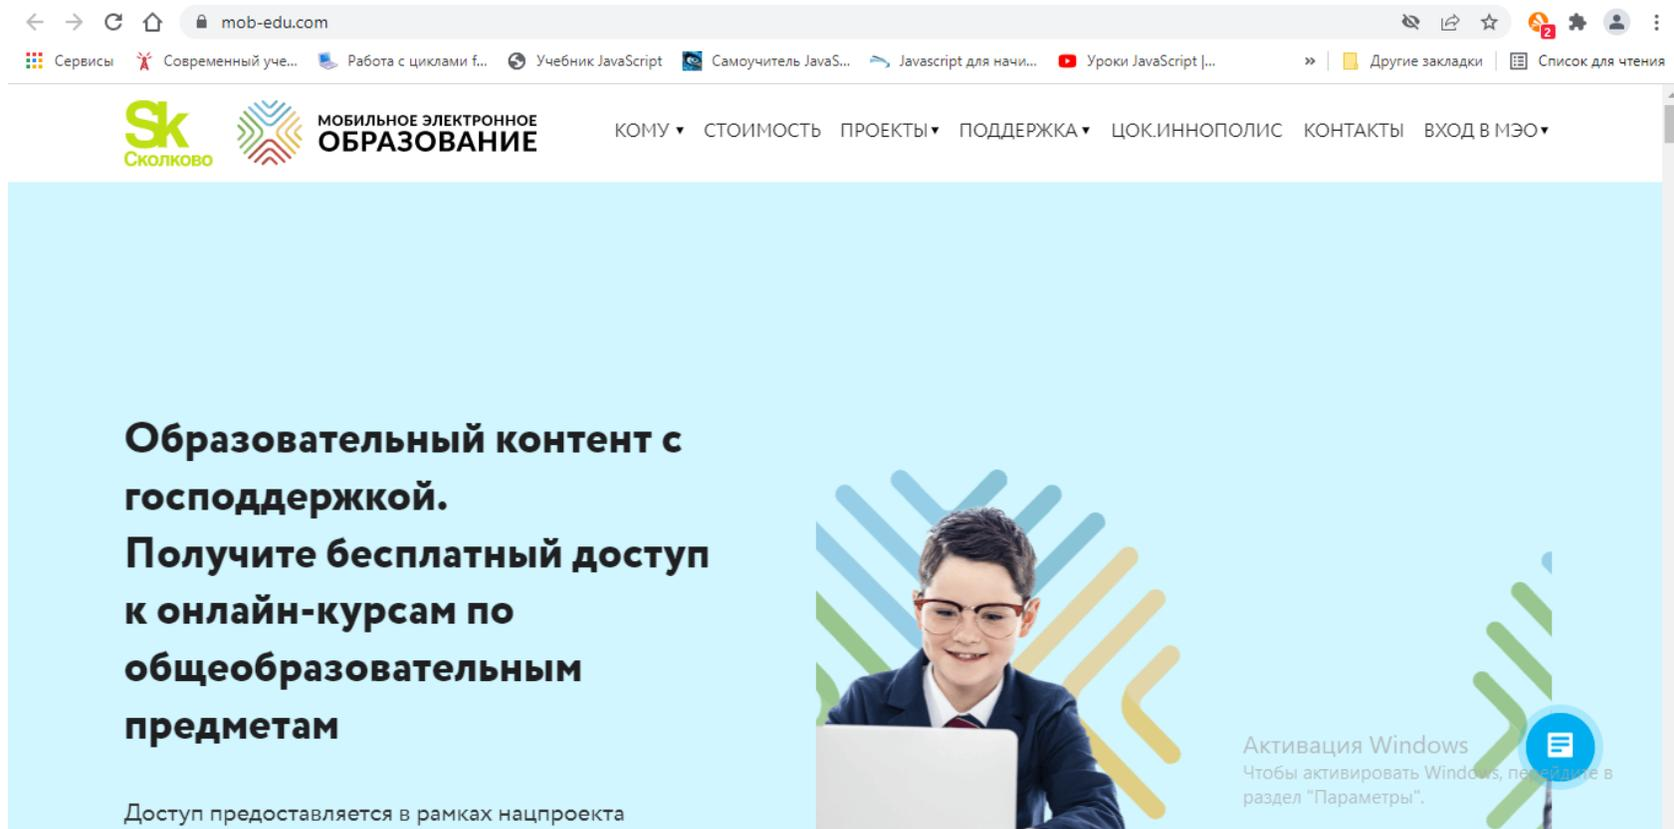 mob-edu.com
2
Сервисы Современный уче... Работа с циклами f... Учебник JavaScript Самоучитель JavaS... Javascript для начи... Уроки JavaScript |... » Другие закладки Список для чтения
Sk
Сколково
МОБИЛЬНОЕ ЭЛЕКТРОННОЕ
ОБРАЗОВАНИЕ
КОМУ ▼ СТОИМОСТЬ ПРОЕКТЫ ▼ ПОДДЕРЖКА ▼ ЦОК.ИННОПОЛИС КОНТАКТЫ ВХОД В МЭО ▼
Образовательный контент с
господдержкой.
Получите бесплатный доступ
к онлайн-курсам по
общеобразовательным
предметам
Доступ предоставляется в рамках нацпроекта
Активация Windows
Чтобы активировать Windows, перейдите в
раздел "Параметры".